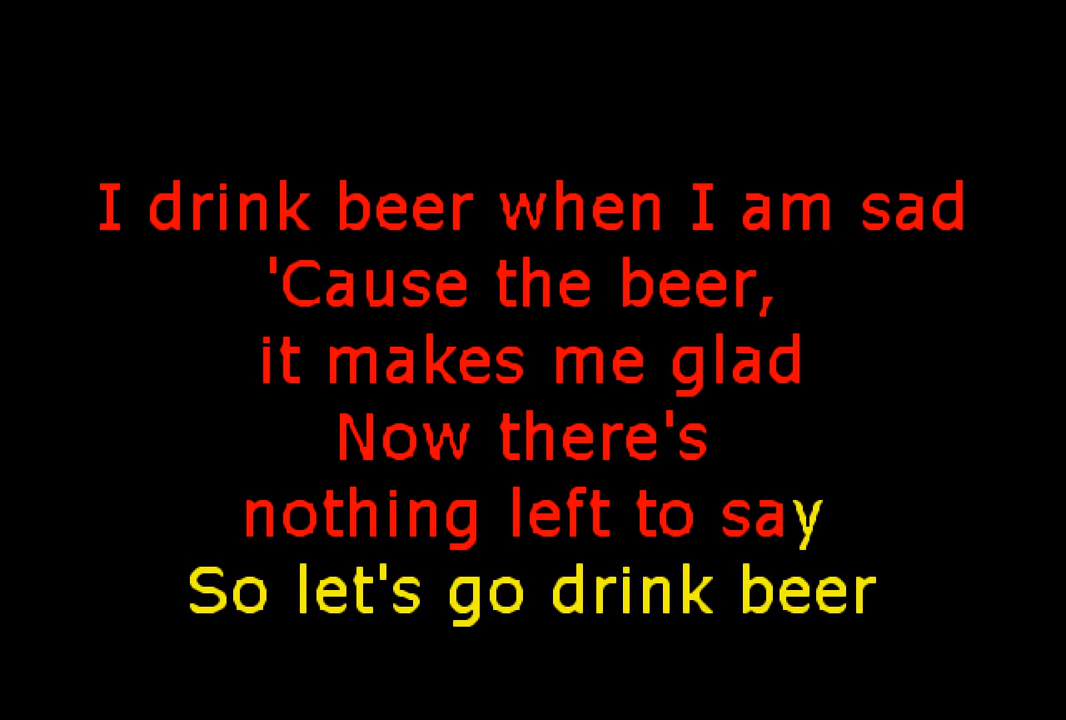 I drink beer when I am sad
'Cause the beer,
it makes me glad
Now there's
nothing left to say
So let's go drink beer